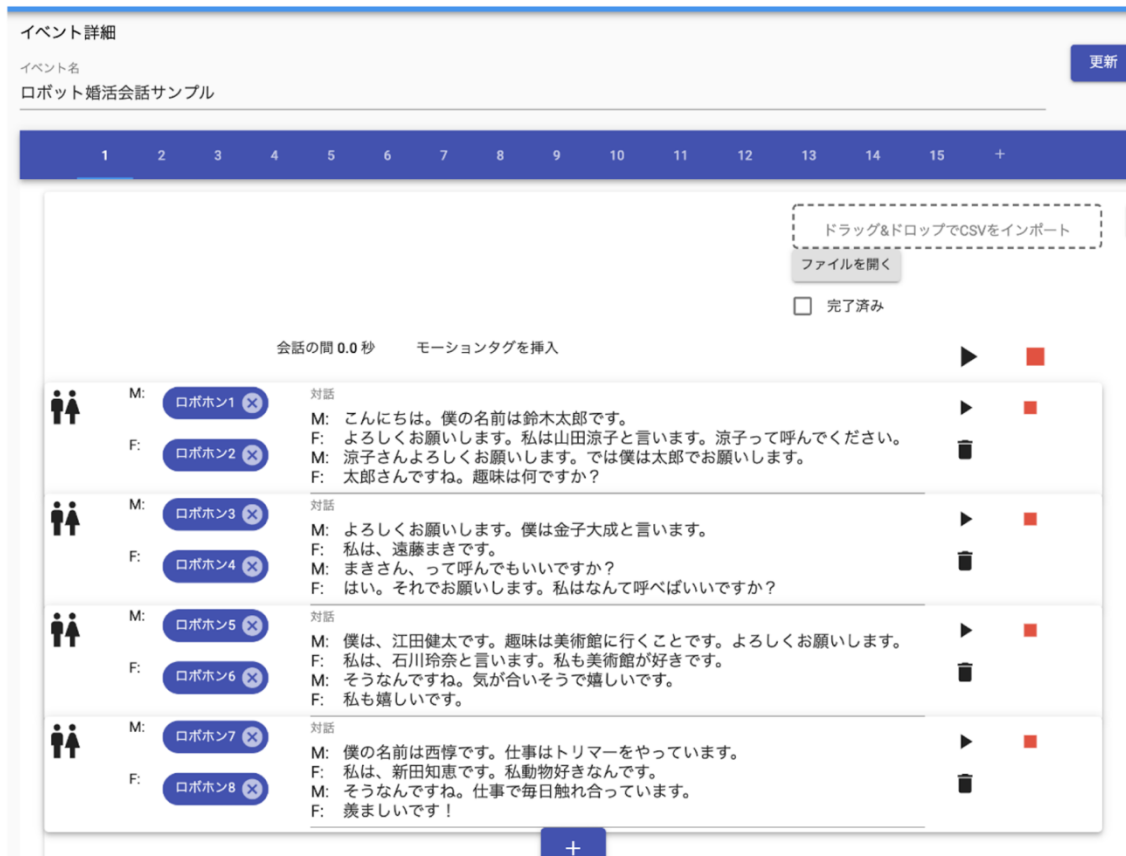 イベント詳細
イベント名
ロボット婚活会話サンプル
更新
1 2 3 4 5 6 7 8 9 10 11 12 13 14 15 +
ドラッグ&ドロップでCSVをインポート
ファイルを開く
完了済み
会話の間 0.0 秒 モーションタグを挿入
M: ロボホン1
F: ロボホン2
対話
M: こんにちは。僕の名前は鈴木太郎です。
F: よろしくお願いします。私は山田涼子と言います。涼子って呼んでください。
M: 涼子さんよろしくお願いします。では僕は太郎でお願いします。
F: 太郎さんですね。趣味は何ですか？
M: ロボホン3
F: ロボホン4
対話
M: よろしくお願いします。僕は金子大成と言います。
F: 私は、遠藤まきです。
M: まきさん、って呼んでもいいですか？
F: はい。それでお願いします。私はなんて呼べばいいですか？
M: ロボホン5
F: ロボホン6
対話
M: 僕は、江田健太です。趣味は美術館に行くことです。よろしくお願いします。
F: 私は、石川玲奈と言います。私も美術館が好きです。
M: そうなんですね。気が合いそうで嬉しいです。
F: 私も嬉しいです。
M: ロボホン7
F: ロボホン8
対話
M: 僕の名前は西惇です。仕事はトリマーをやっています。
F: 私は、新田知恵です。私動物好きなんです。
M: そうなんですね。仕事で毎日触れ合っています。
F: 羨ましいです！
+